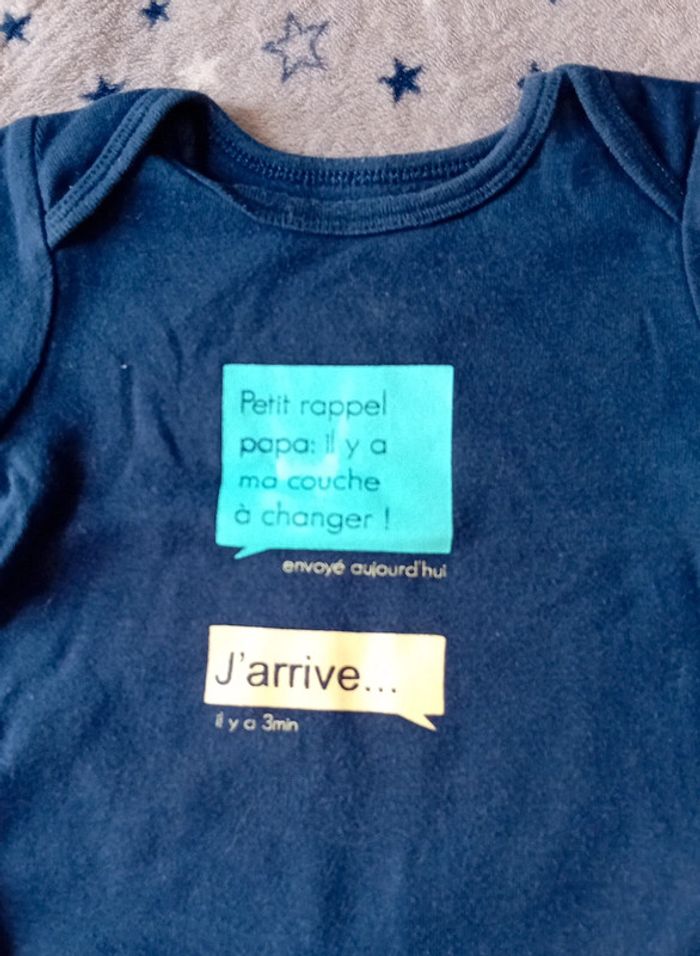 Petit rappel
papa: il y a
ma couche
à changer !
envoyé aujourd'hui
J'arrive...
il y a 3min